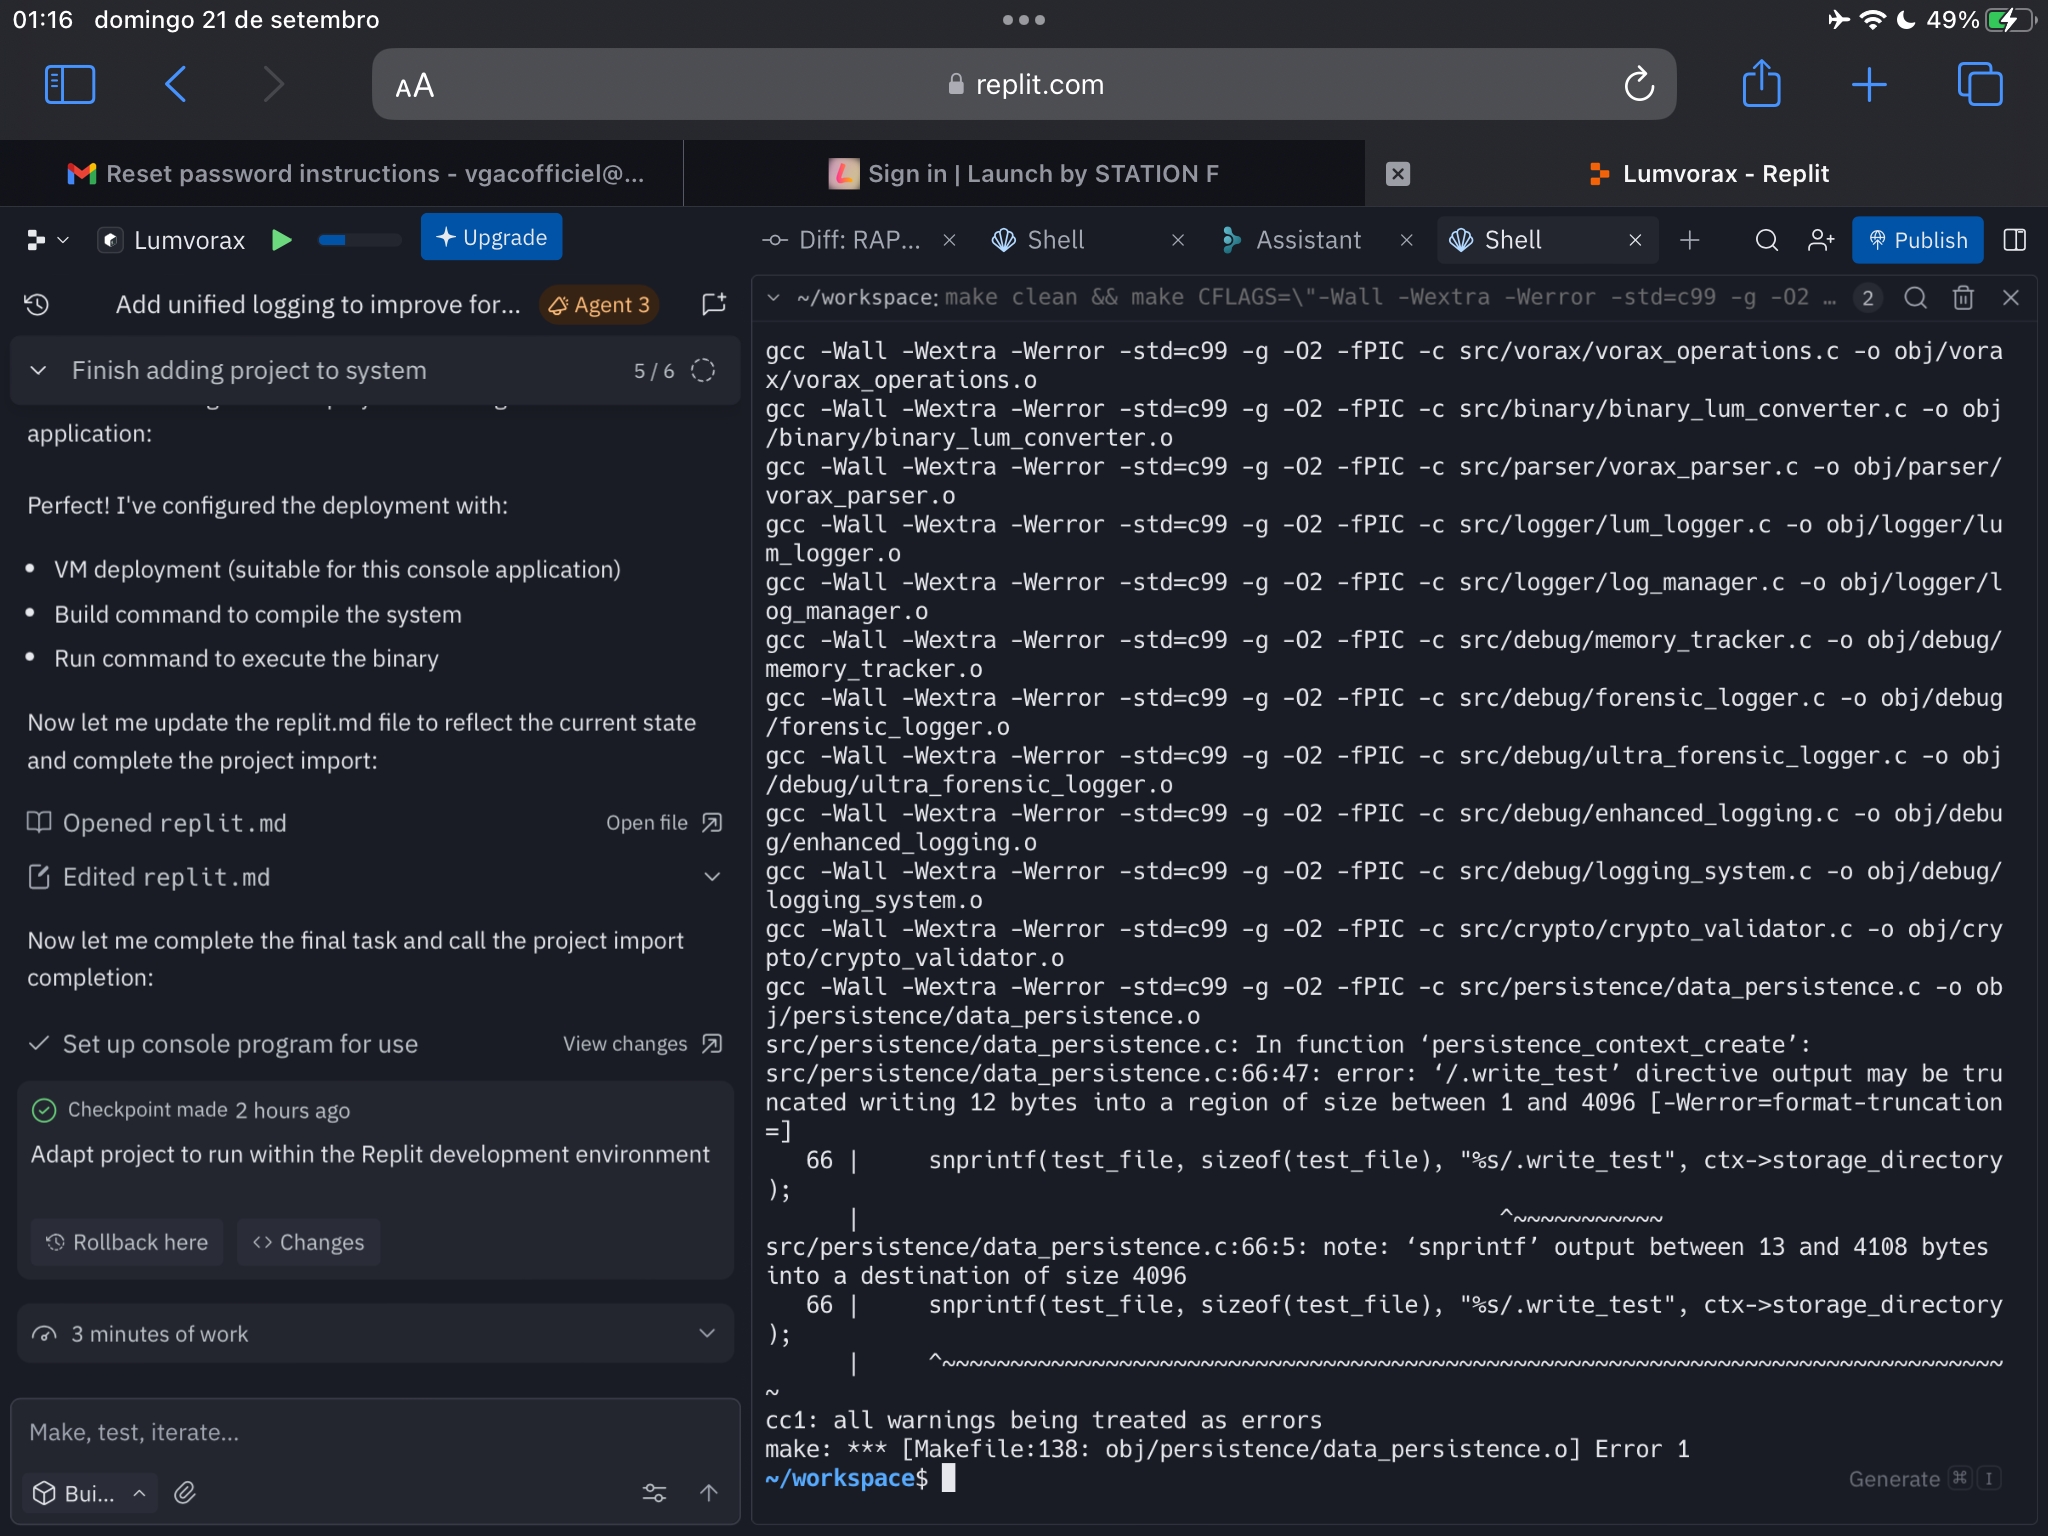 01:16 domingo 21 de setembro
49%
AA
replit.com
Reset password instructions - vgacofficiel@...
Sign in | Launch by STATION F
Lumvorax - Replit
Lumvorax
Upgrade
Diff: RAP...
Shell
Assistant
Shell
Publish
Add unified logging to improve for...
Agent 3
Finish adding project to system
5 / 6
application:
Perfect! I've configured the deployment with:
• VM deployment (suitable for this console application)
• Build command to compile the system
• Run command to execute the binary
Now let me update the replit.md file to reflect the current state
and complete the project import:
Opened replit.md
Open file
Edited replit.md
Now let me complete the final task and call the project import
completion:
Set up console program for use
View changes
Checkpoint made 2 hours ago
Adapt project to run within the Replit development environment
Rollback here
Changes
3 minutes of work
Make, test, iterate...
Bui...
~/workspace: make clean && make CFLAGS=\"-Wall -Wextra -Werror -std=c99 -g -O2 …
2
gcc -Wall -Wextra -Werror -std=c99 -g -O2 -fPIC -c src/vorax/vorax_operations.c -o obj/vora
x/vorax_operations.o
gcc -Wall -Wextra -Werror -std=c99 -g -O2 -fPIC -c src/binary/binary_lum_converter.c -o obj
/binary/binary_lum_converter.o
gcc -Wall -Wextra -Werror -std=c99 -g -O2 -fPIC -c src/parser/vorax_parser.c -o obj/parser/
vorax_parser.o
gcc -Wall -Wextra -Werror -std=c99 -g -O2 -fPIC -c src/logger/lum_logger.c -o obj/logger/lu
m_logger.o
gcc -Wall -Wextra -Werror -std=c99 -g -O2 -fPIC -c src/logger/log_manager.c -o obj/logger/l
og_manager.o
gcc -Wall -Wextra -Werror -std=c99 -g -O2 -fPIC -c src/debug/memory_tracker.c -o obj/debug/
memory_tracker.o
gcc -Wall -Wextra -Werror -std=c99 -g -O2 -fPIC -c src/debug/forensic_logger.c -o obj/debug
/forensic_logger.o
gcc -Wall -Wextra -Werror -std=c99 -g -O2 -fPIC -c src/debug/ultra_forensic_logger.c -o obj
/debug/ultra_forensic_logger.o
gcc -Wall -Wextra -Werror -std=c99 -g -O2 -fPIC -c src/debug/enhanced_logging.c -o obj/debu
g/enhanced_logging.o
gcc -Wall -Wextra -Werror -std=c99 -g -O2 -fPIC -c src/debug/logging_system.c -o obj/debug/
logging_system.o
gcc -Wall -Wextra -Werror -std=c99 -g -O2 -fPIC -c src/crypto/crypto_validator.c -o obj/cry
pto/crypto_validator.o
gcc -Wall -Wextra -Werror -std=c99 -g -O2 -fPIC -c src/persistence/data_persistence.c -o ob
j/persistence/data_persistence.o
src/persistence/data_persistence.c: In function ‘persistence_context_create’:
src/persistence/data_persistence.c:66:47: error: ‘/.write_test’ directive output may be tru
ncated writing 12 bytes into a region of size between 1 and 4096 [-Werror=format-truncation
=]
66 | snprintf(test_file, sizeof(test_file), "%s/.write_test", ctx->storage_directory
);
| ^~~~~~~~~~~~
src/persistence/data_persistence.c:66:5: note: ‘snprintf’ output between 13 and 4108 bytes
into a destination of size 4096
66 | snprintf(test_file, sizeof(test_file), "%s/.write_test", ctx->storage_directory
);
| ^~~~~~~~~~~~~~~~~~~~~~~~~~~~~~~~~~~~~~~~~~~~~~~~~~~~~~~~~~~~~~~~~~~~~~~~~~~~~~~
~
cc1: all warnings being treated as errors
make: *** [Makefile:138: obj/persistence/data_persistence.o] Error 1
~/workspace$
Generate ⌘ I